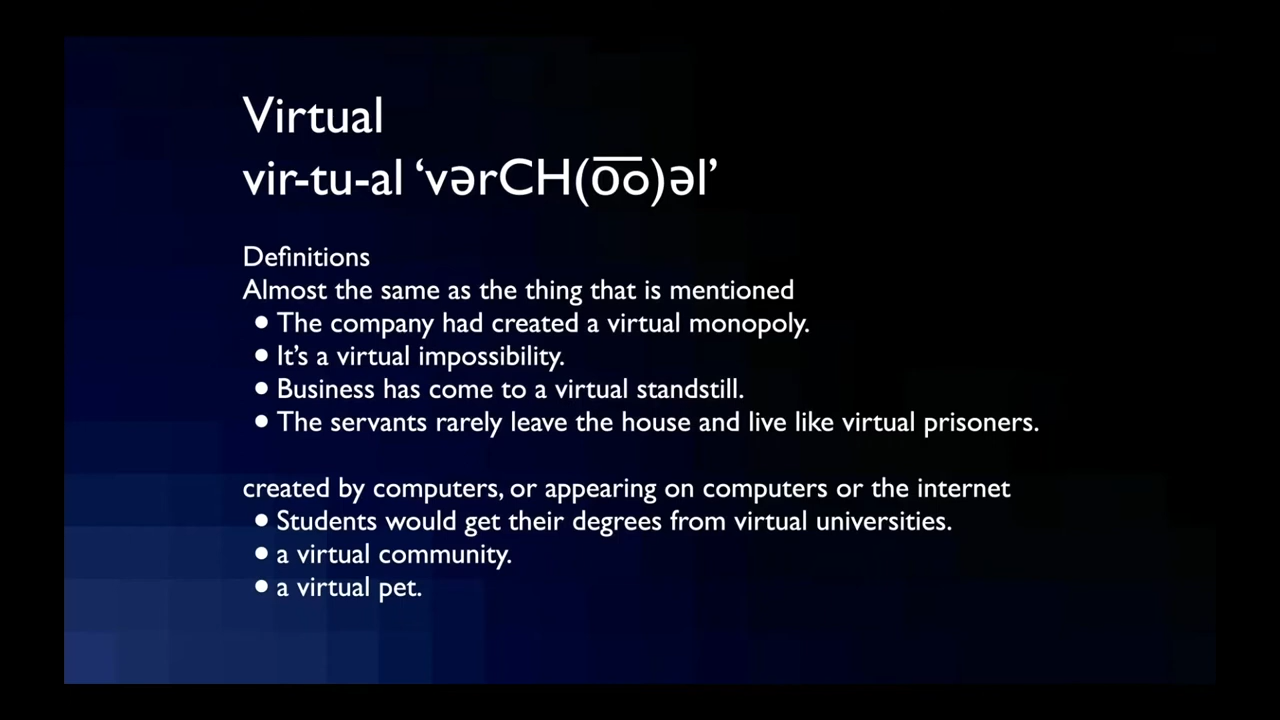 Virtual
vir-tu-al ‘vərCH(o͞o)əl’
Definitions
Almost the same as the thing that is mentioned
● The company had created a virtual monopoly.
● It’s a virtual impossibility.
● Business has come to a virtual standstill.
● The servants rarely leave the house and live like virtual prisoners.
created by computers, or appearing on computers or the internet
● Students would get their degrees from virtual universities.
● a virtual community.
● a virtual pet.